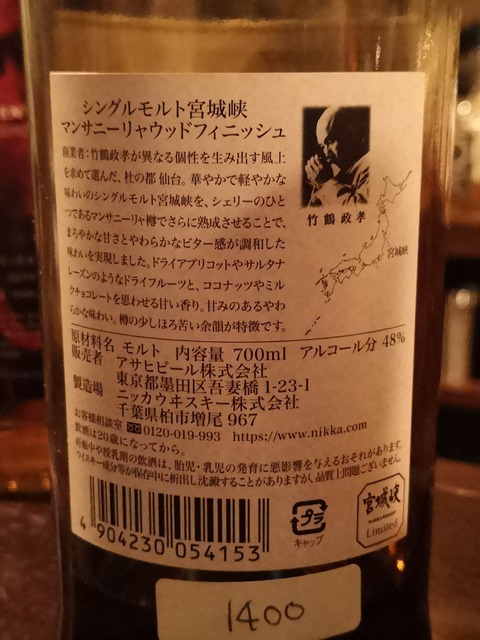 シングルモルト宮城峡
マンサニーリャウッドフィニッシュ
創業者:竹鶴政孝が異なる個性を生み出す風土
を求めて選んだ、杜の都 仙台。華やかで軽やかな
味わいのシングルモルト宮城峡を、シェリーのひと
つであるマンサニーリャ樽でさらに熟成させることで、
まろやかな甘さとやわらかなビター感が調和した
味わいを実現しました。ドライアプリコットやサルタナ
レーズンのようなドライフルーツと、ココナッツやミル
クチョコレートを思わせる甘い香り。甘みのあるやわ
らかな味わい、樽の少しほろ苦い余韻が特徴です。
竹鶴政孝
宮城峡
原材料名 モルト 内容量 700ml アルコール分 48%
販売者 アサヒビール株式会社
東京都墨田区吾妻橋 1-23-1
製造場 ニッカウヰスキー株式会社
千葉県柏市増尾 967
お客様相談室 0120-019-993 https://www.nikka.com
飲酒は20歳になってから。
妊娠中や授乳期の飲酒は、胎児・乳児の発育に悪影響を与えるおそれがあります。
ウイスキー成分等が保存中に析出し沈澱することがありますが、品質上問題ございません。
4 904230 054153
プラ
キャップ
宮城峡
Limited
1400